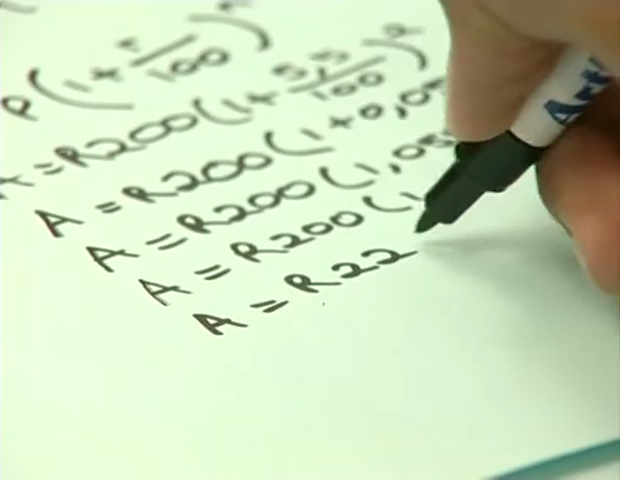 P(1 + r/100)ⁿ
A = R200(1 + 5,5/100)
A = R200(1 + 0,05
A = R200(1,05
A = R200(1
A = R22